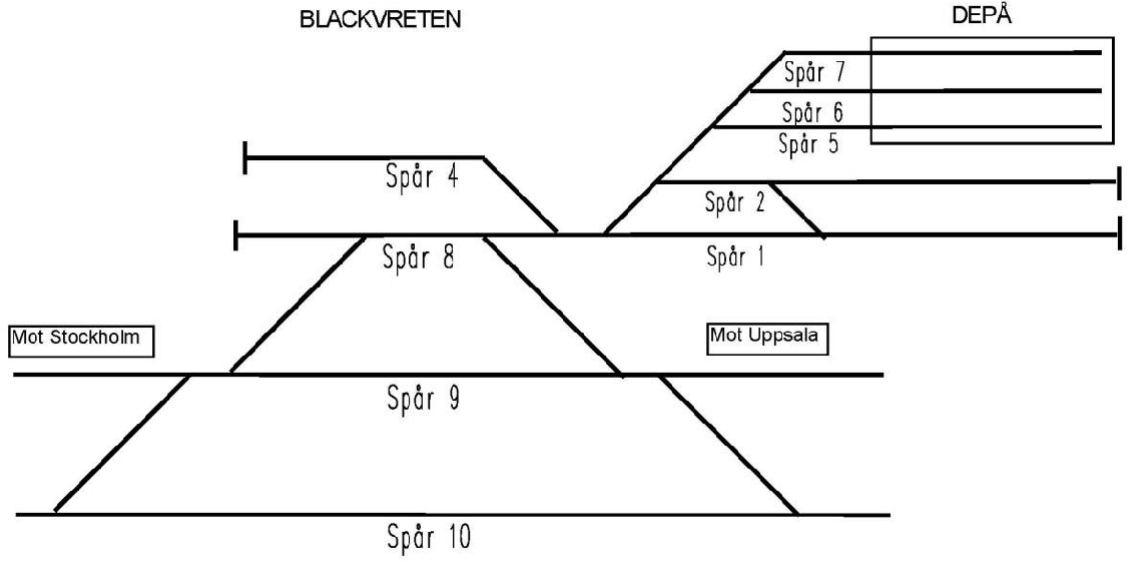 BLACKVRETEN
DEPÅ
Spår 7
Spår 6
Spår 5
Spår 4
Spår 2
Spår 8
Spår 1
Mot Stockholm
Mot Uppsala
Spår 9
Spår 10